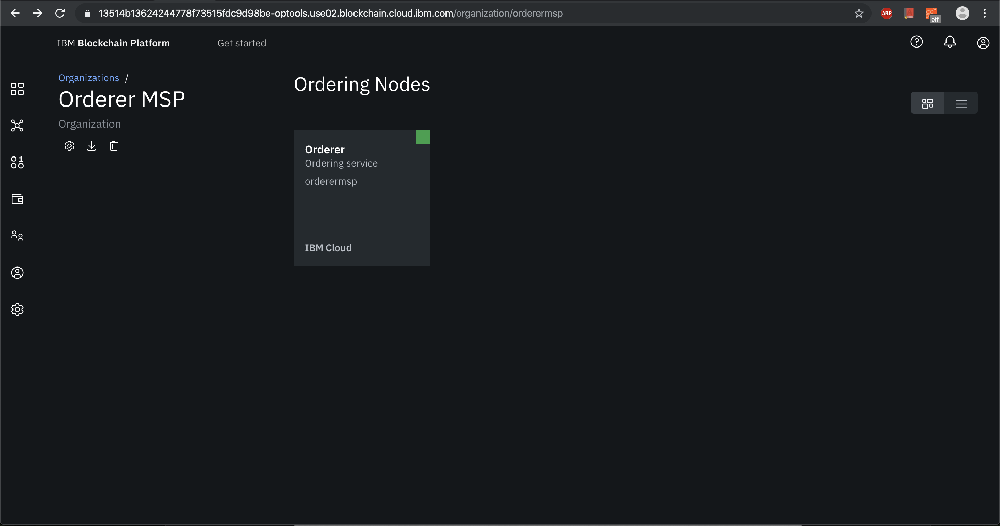 13514b13624244778f73515fdc9d98be-optools.use02.blockchain.cloud.ibm.com/organization/orderermsp
ABP
off
IBM Blockchain Platform
Get started
Organizations /
Orderer MSP
Organization
Ordering Nodes
Orderer
Ordering service
orderermsp
IBM Cloud